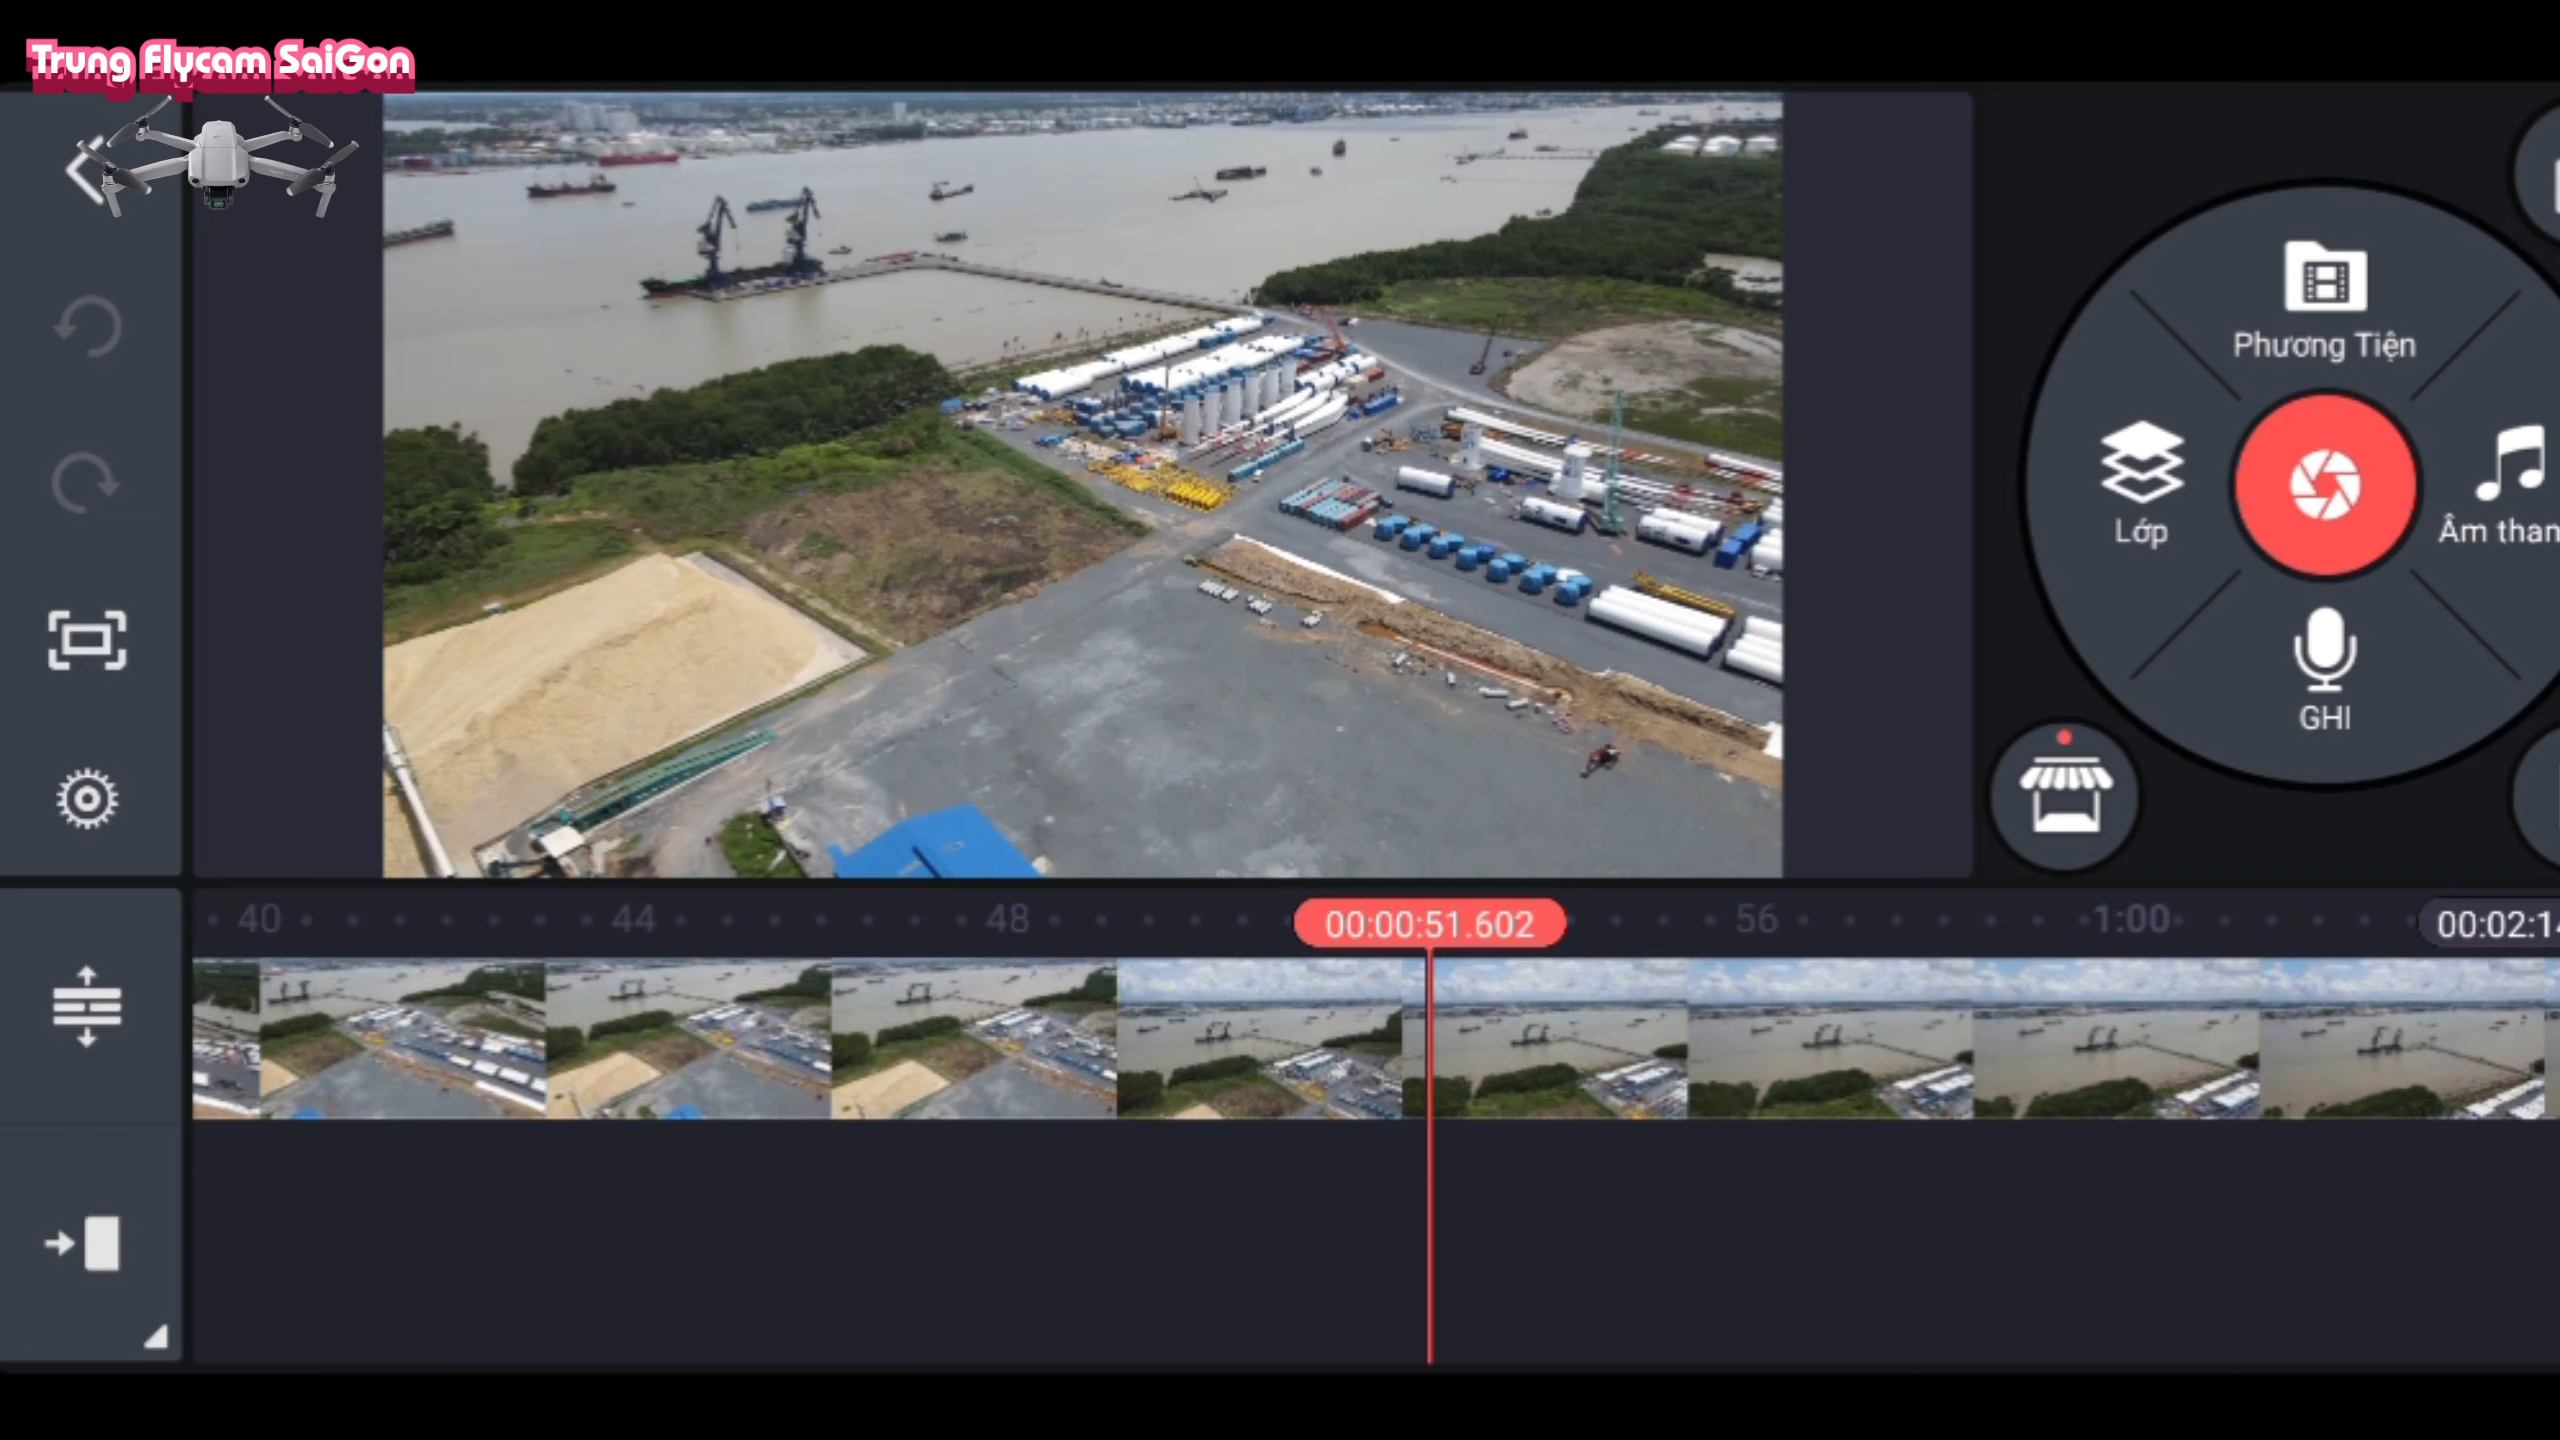 Trung Flycam SaiGon
Phương Tiện
Lớp
Âm than
GHI
40
44
48
00:00:51.602
56
1:00
00:02:14